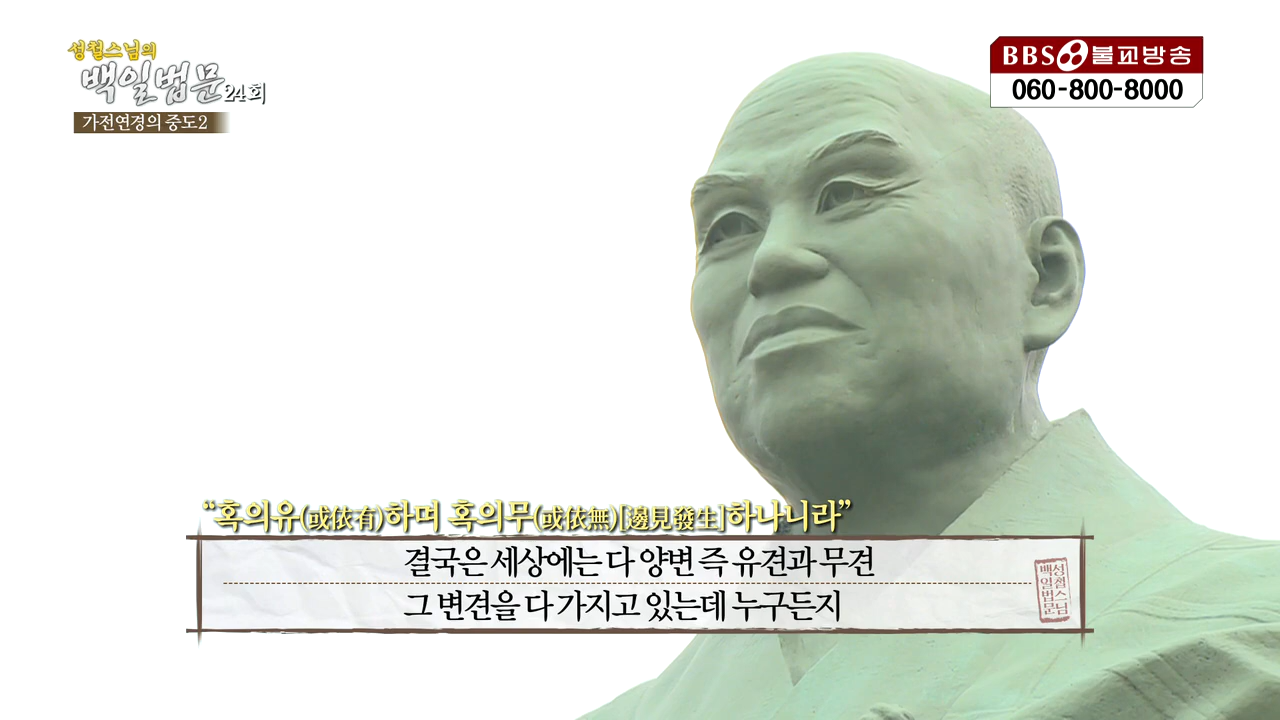 성철스님의
백일법문 24회
가전연경의 중도2
BBS 불교방송
060-800-8000
“혹의유(或依有)하며 혹의무(或依無)[邊見發生]하나니라”
결국은 세상에는 다 양변 즉 유견과 무견
그 변견을 다 가지고 있는데 누구든지
성철스님
백일법문